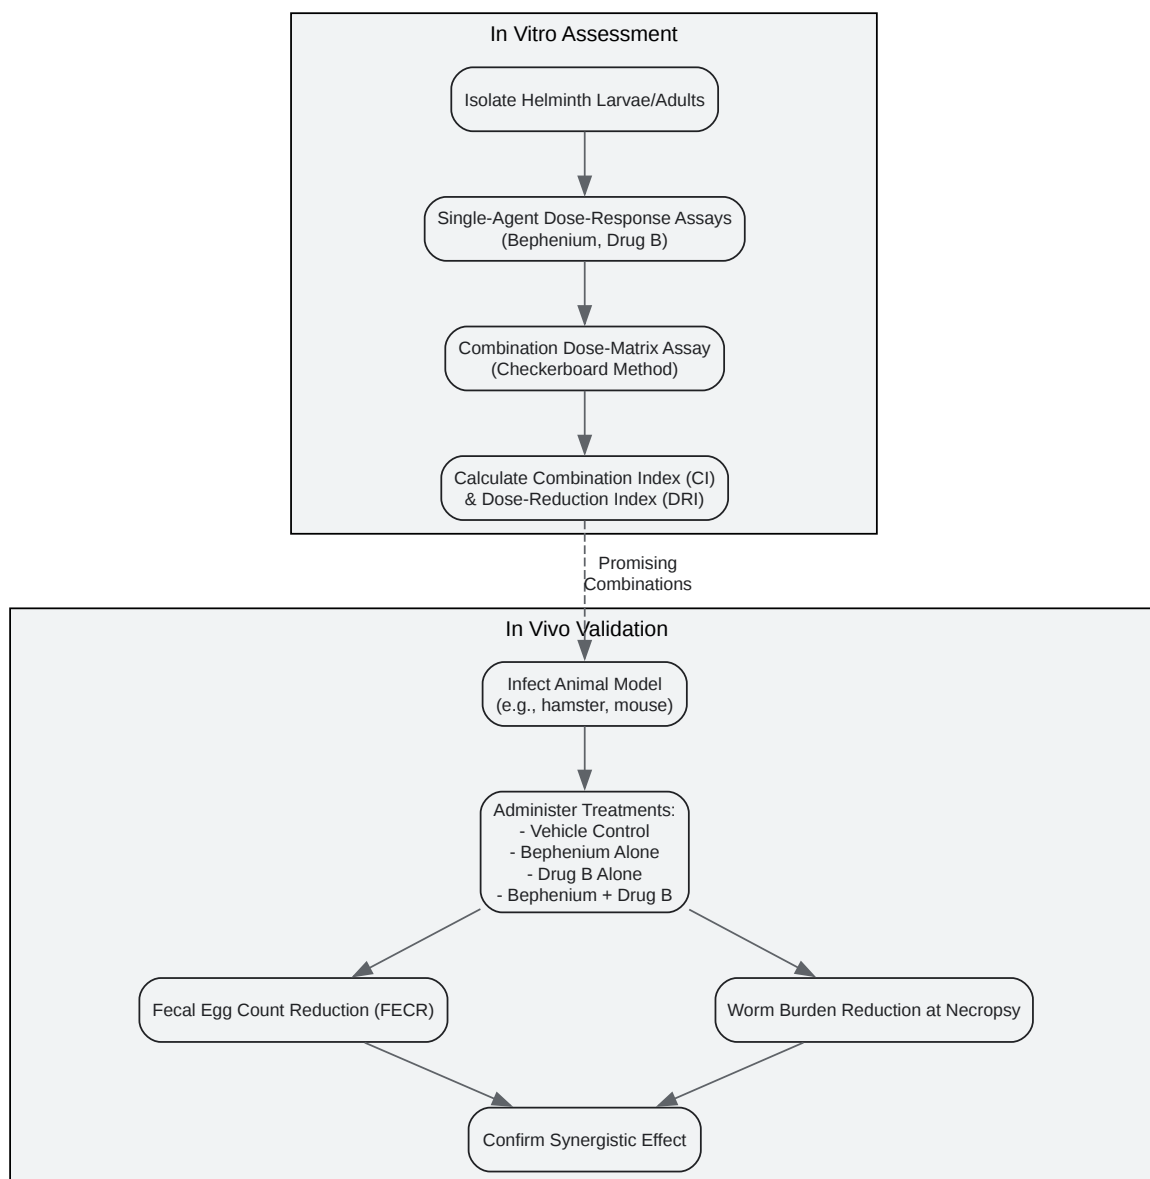 In Vitro Assessment
Isolate Helminth Larvae/Adults
Single-Agent Dose-Response Assays
(Bephenium, Drug B)
Combination Dose-Matrix Assay
(Checkerboard Method)
Calculate Combination Index (CI)
& Dose-Reduction Index (DRI)
Promising
Combinations
In Vivo Validation
Infect Animal Model
(e.g., hamster, mouse)
Administer Treatments:
- Vehicle Control
- Bephenium Alone
- Drug B Alone
- Bephenium + Drug B
Fecal Egg Count Reduction (FECR)
Worm Burden Reduction at Necropsy
Confirm Synergistic Effect